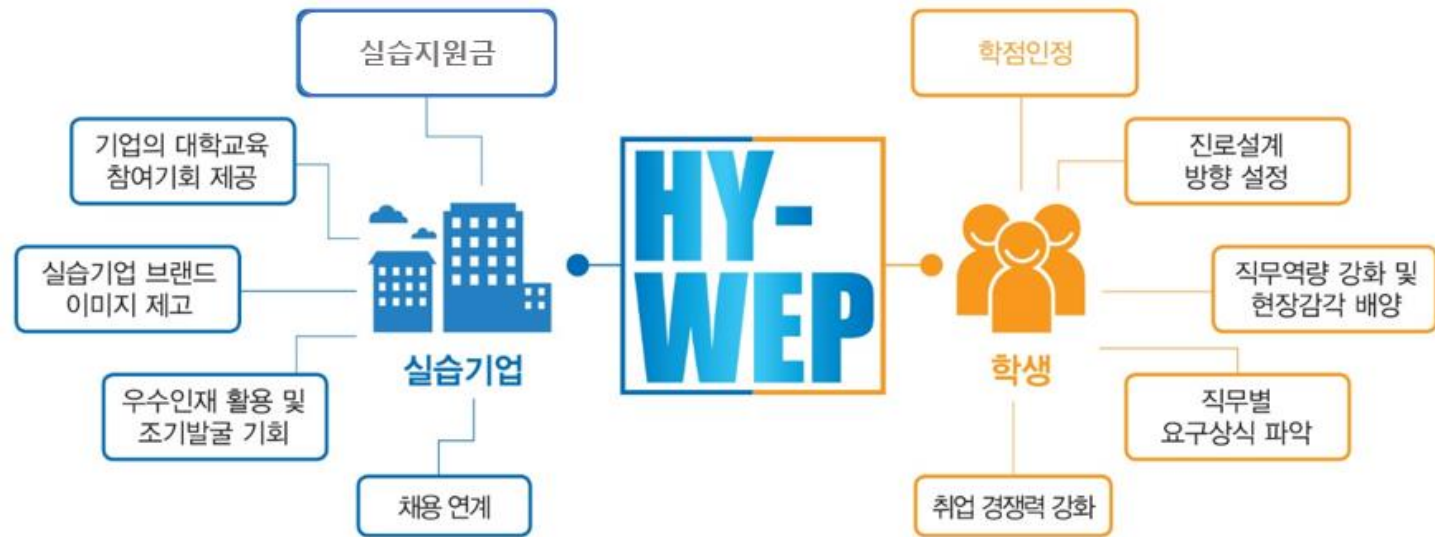 실습지원금
기업의 대학교육
참여기회 제공
실습기업 브랜드
이미지 제고
우수인재 활용 및
조기발굴 기회
채용 연계
실습기업
HY-
WEP
학점인정
진로설계
방향 설정
직무역량 강화 및
현장감각 배양
직무별
요구상식 파악
취업 경쟁력 강화
학생